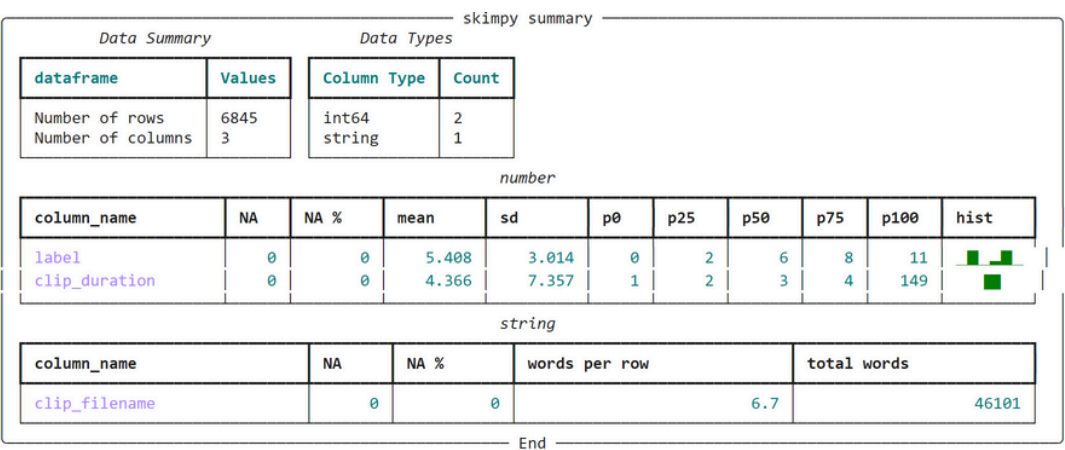 skimpy summary
Data Summary Data Types
dataframe Values Column Type Count
Number of rows 6845 int64 2
Number of columns 3 string 1
number
column_name NA NA % mean sd p0 p25 p50 p75 p100 hist
label 0 0 5.408 3.014 0 2 6 8 11
clip_duration 0 0 4.366 7.357 1 2 3 4 149
string
column_name NA NA % words per row total words
clip_filename 0 0 6.7 46101
End